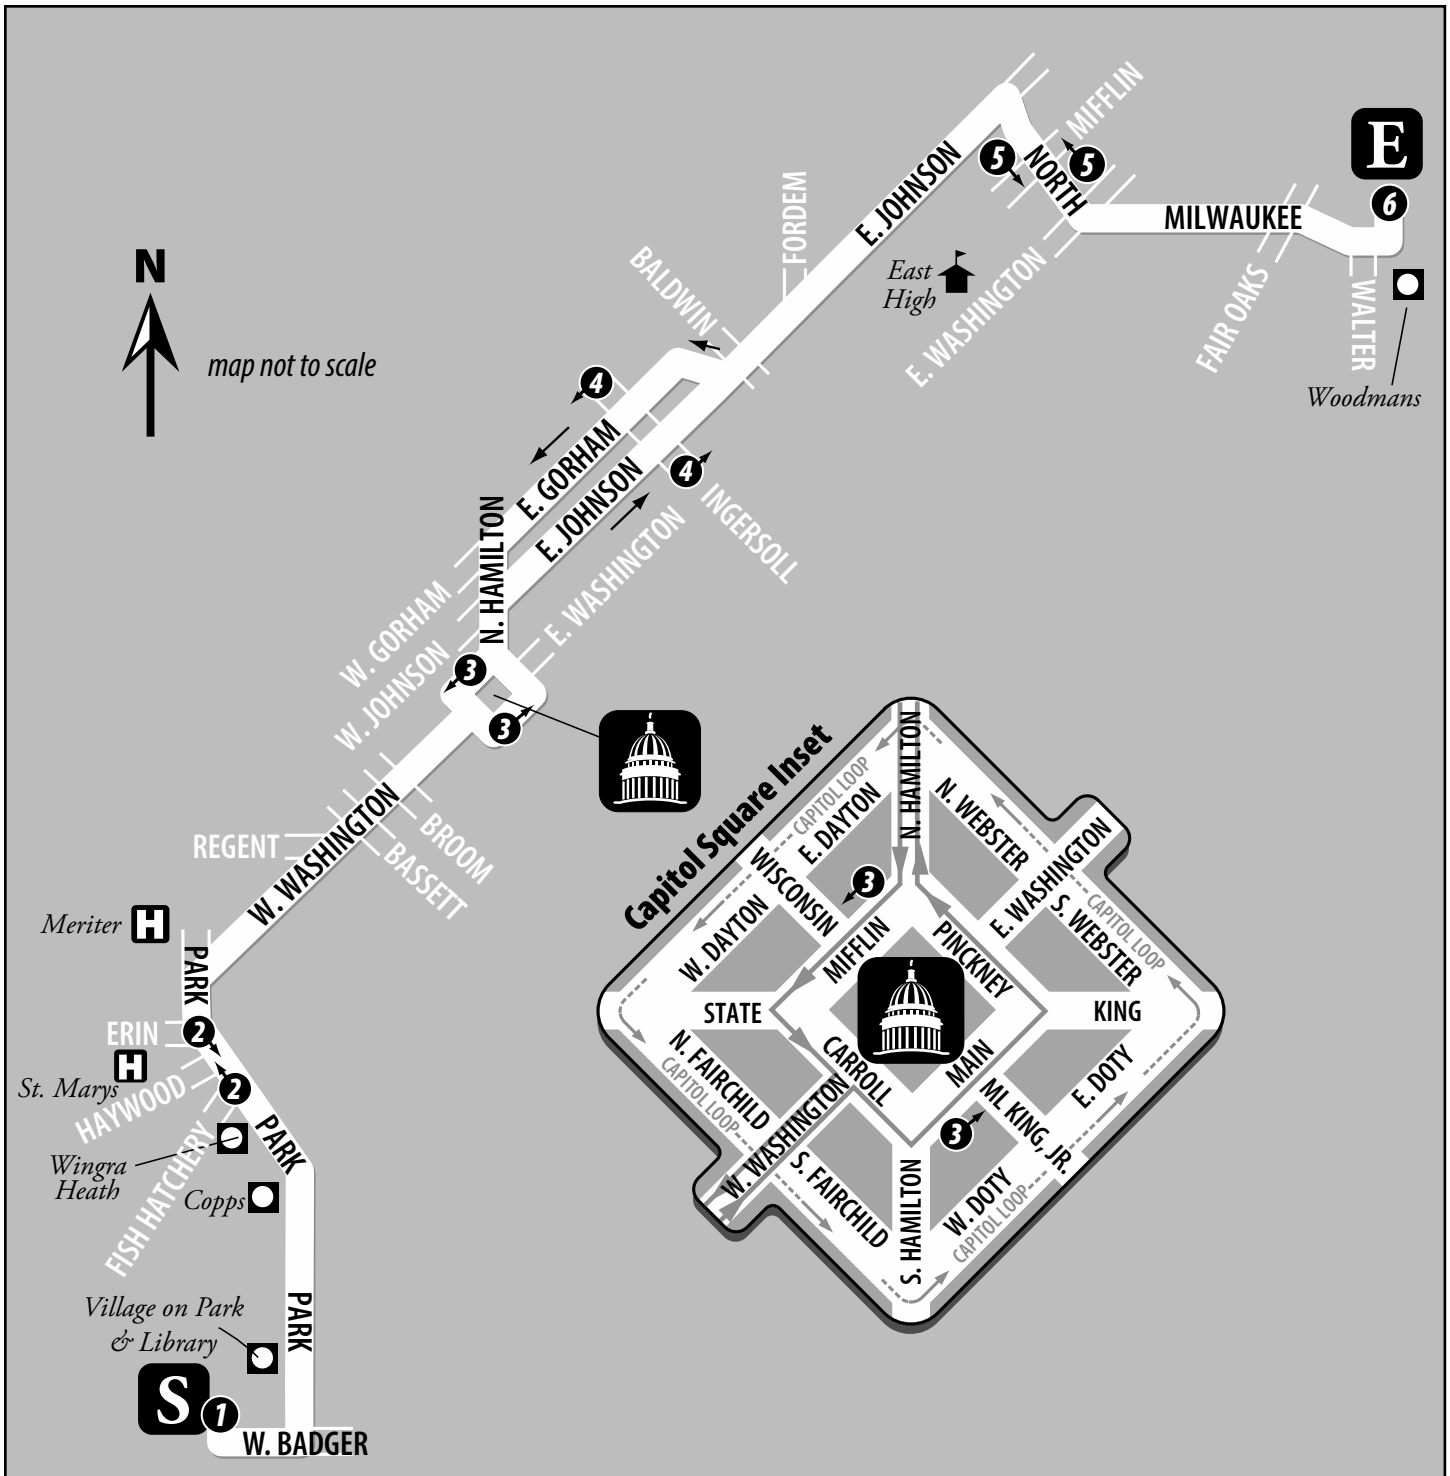 MIFFLIN
E
5
5
NORTH
E. JOHNSON
6
MILWAUKEE
FORDEM
N
BALDWIN
East
High
E. WASHINGTON
FAIR OAKS
WALTER
Woodmans
map not to scale
4
E. GORHAM
E. JOHNSON
4
INGERSOLL
N. HAMILTON
E. WASHINGTON
W. GORHAM
W. JOHNSON
3
3
W. WASHINGTON
BROOM
BASSETT
REGENT
Meriter
H
PARK
ERIN
2
H
St. Marys
2
HAYWOOD
PARK
FISH HATCHERY
Wingra
Heath
Copps
PARK
Village on Park
& Library
S
1
W. BADGER
Capitol Square Inset
N. HAMILTON
CAPITOL LOOP
E. DAYTON
N. WEBSTER
E. WASHINGTON
WISCONSIN
3
S. WEBSTER
CAPITOL LOOP
W. DAYTON
MIFFLIN
PINCKNEY
STATE
KING
N. FAIRCHILD
CARROLL
MAIN
E. DOTY
CAPITOL LOOP
W. WASHINGTON
ML KING, JR.
3
S. FAIRCHILD
S. HAMILTON
W. DOTY
CAPITOL LOOP